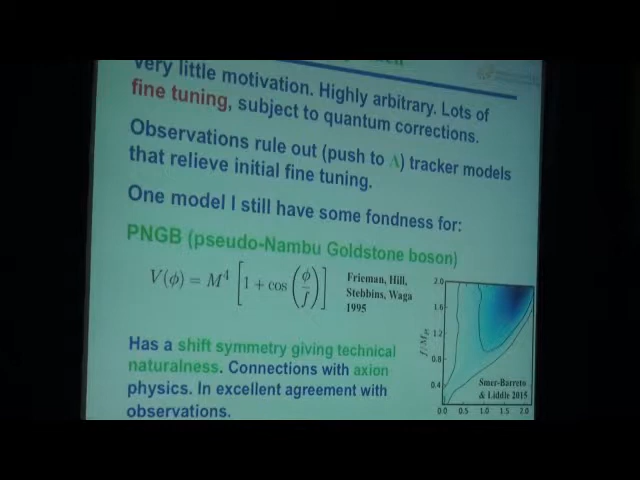 very little motivation. Highly arbitrary. Lots of
fine tuning, subject to quantum corrections.
Observations rule out (push to Λ) tracker models
that relieve initial fine tuning.
One model I still have some fondness for:
PNGB (pseudo-Nambu Goldstone boson)
V(φ) = M⁴ [1 + cos(φ/f)]
Frieman, Hill,
Stebbins, Waga
1995
Has a shift symmetry giving technical
naturalness. Connections with axion
physics. In excellent agreement with
observations.
2.0
1.6
1.2
0.8
0.4
f/M_Pl
Smer-Barreto
& Liddle 2015
0.0 0.5 1.0 1.5 2.0